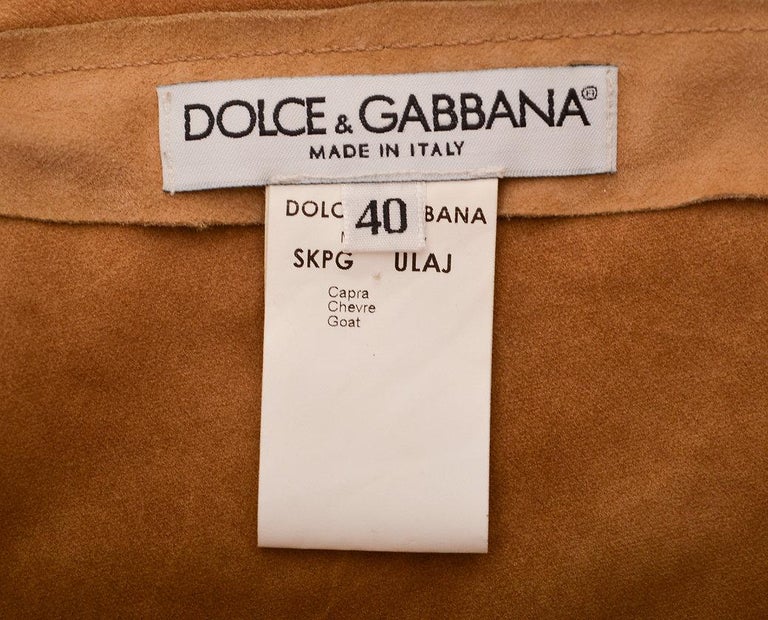 DOLCE & GABBANA®
MADE IN ITALY
DOLC 40 BANA
SKPG ULAJ
Capra
Chevre
Goat